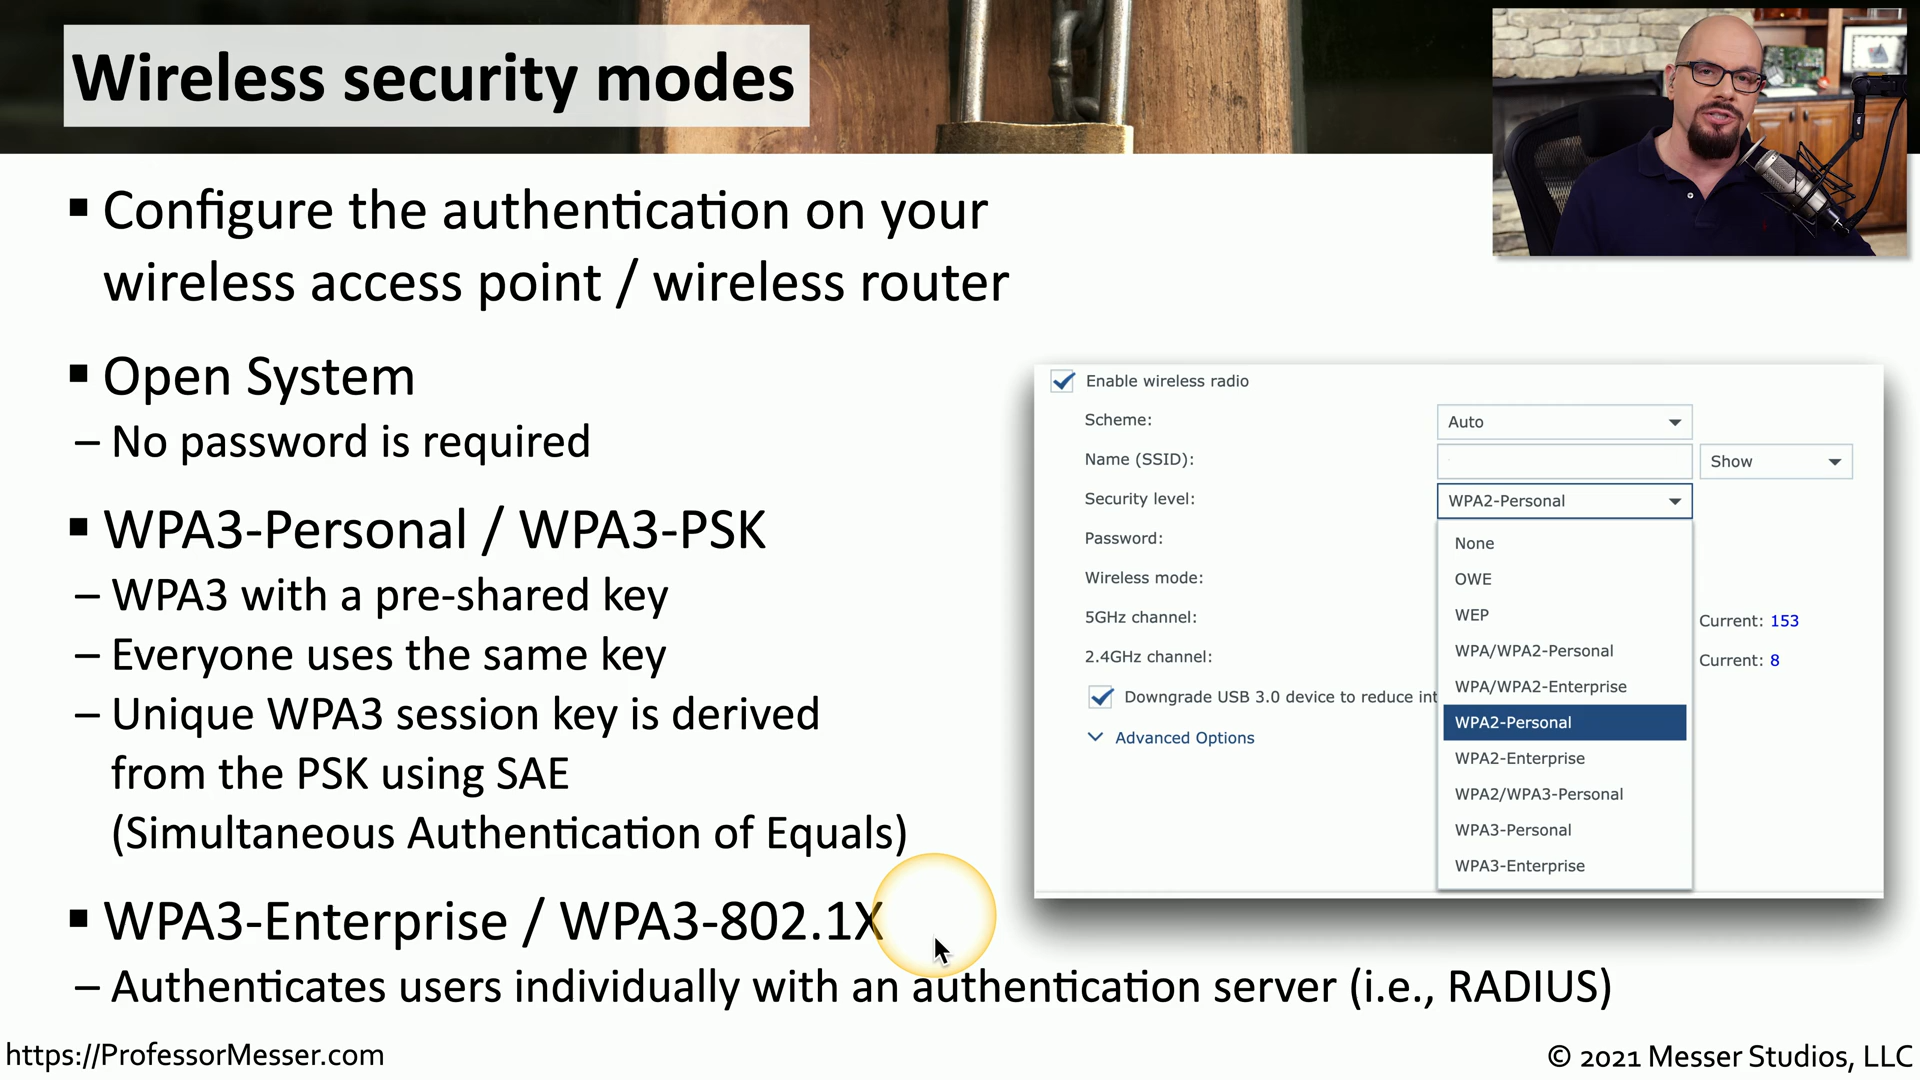 Wireless security modes
▪ Configure the authentication on your
wireless access point / wireless router
▪ Open System
– No password is required
▪ WPA3-Personal / WPA3-PSK
– WPA3 with a pre-shared key
– Everyone uses the same key
– Unique WPA3 session key is derived
from the PSK using SAE
(Simultaneous Authentication of Equals)
▪ WPA3-Enterprise / WPA3-802.1X
– Authenticates users individually with an authentication server (i.e., RADIUS)
Enable wireless radio
Scheme: Auto
Name (SSID): Show
Security level: WPA2-Personal
Password:
Wireless mode:
5GHz channel: Current: 153
2.4GHz channel: Current: 8
Downgrade USB 3.0 device to reduce int
Advanced Options
None
OWE
WEP
WPA/WPA2-Personal
WPA/WPA2-Enterprise
WPA2-Personal
WPA2-Enterprise
WPA2/WPA3-Personal
WPA3-Personal
WPA3-Enterprise
https://ProfessorMesser.com
© 2021 Messer Studios, LLC